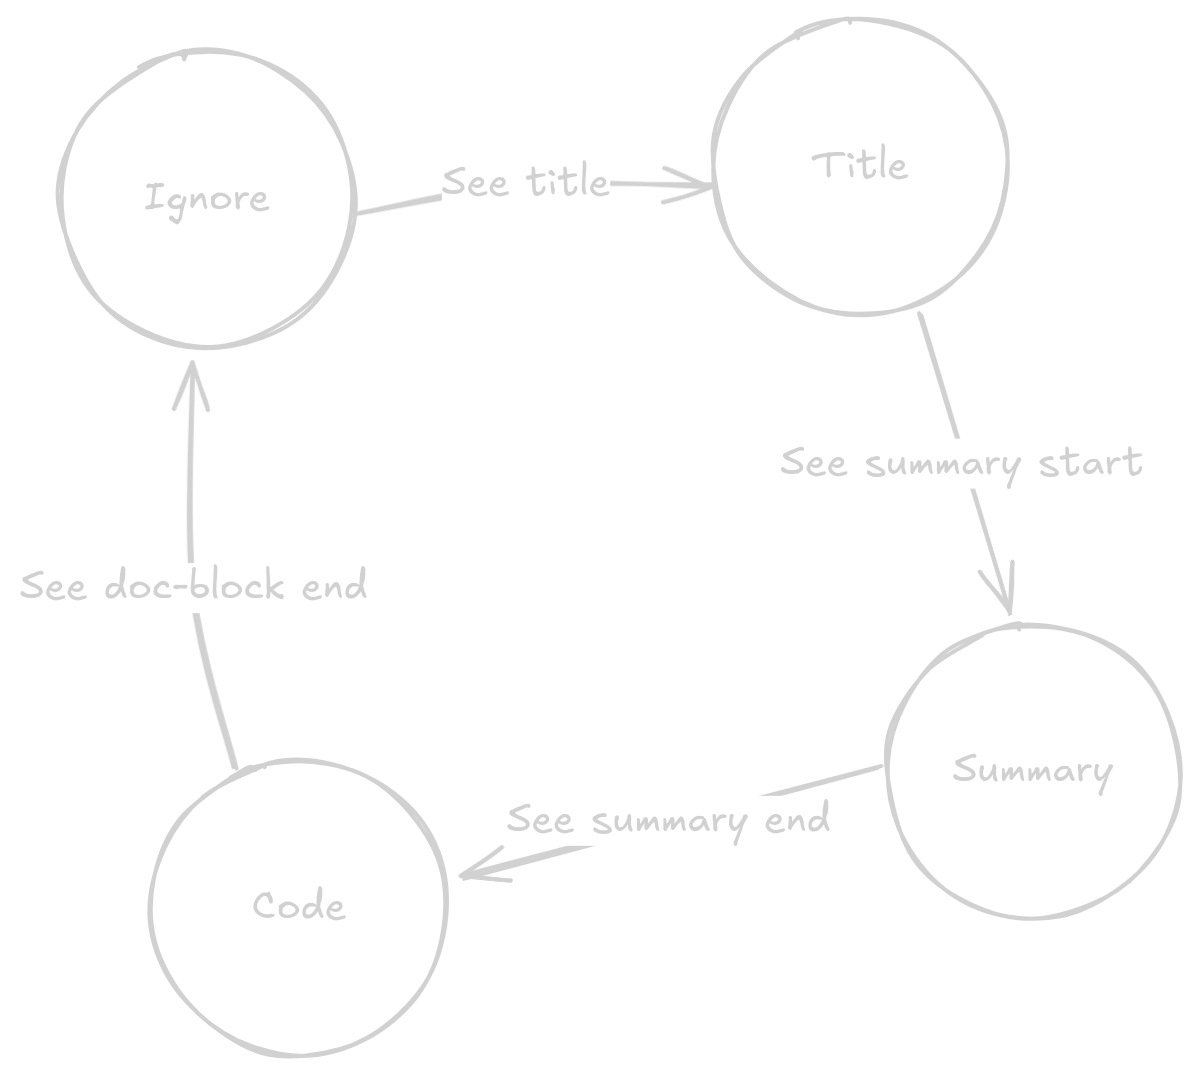 Ignore
See title
Title
See summary start
Summary
See summary end
Code
See doc-block end